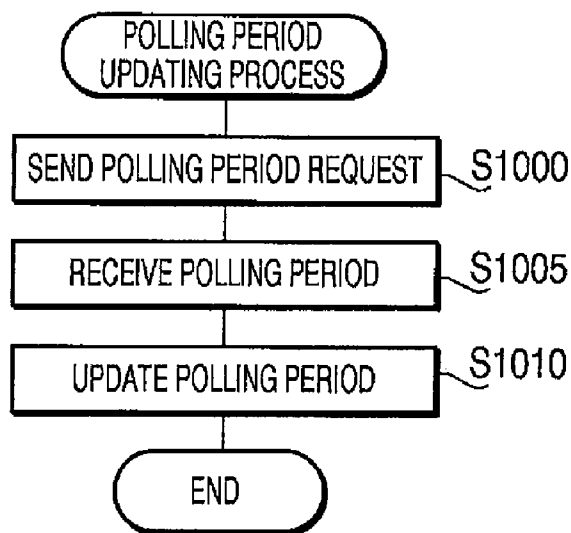 POLLING PERIOD
UPDATING PROCESS
SEND POLLING PERIOD REQUEST
S1000
RECEIVE POLLING PERIOD
S1005
UPDATE POLLING PERIOD
S1010
END